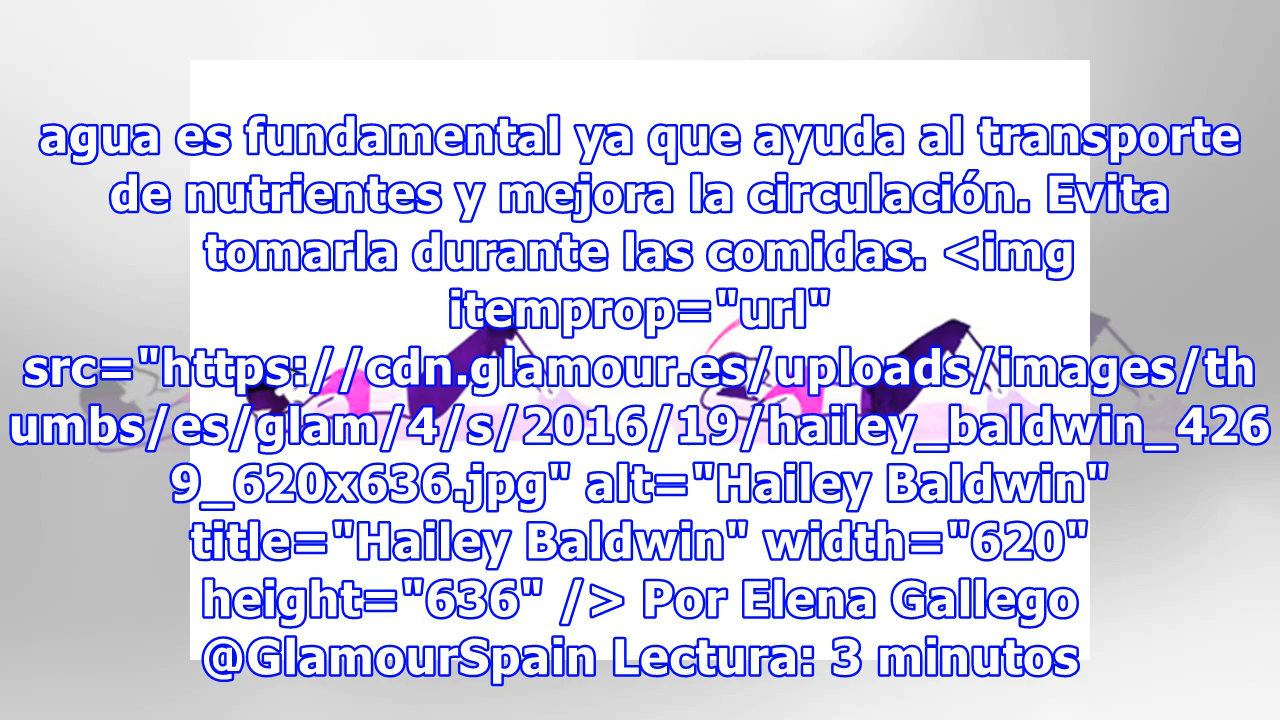 agua es fundamental ya que ayuda al transporte
de nutrientes y mejora la circulación. Evita
tomarla durante las comidas. <img
itemprop="url"
src="https://cdn.glamour.es/uploads/images/th
umbs/es/glam/4/s/2016/19/hailey_baldwin_426
9_620x636.jpg" alt="Hailey Baldwin"
title="Hailey Baldwin" width="620"
height="636" /> Por Elena Gallego
@GlamourSpain Lectura: 3 minutos